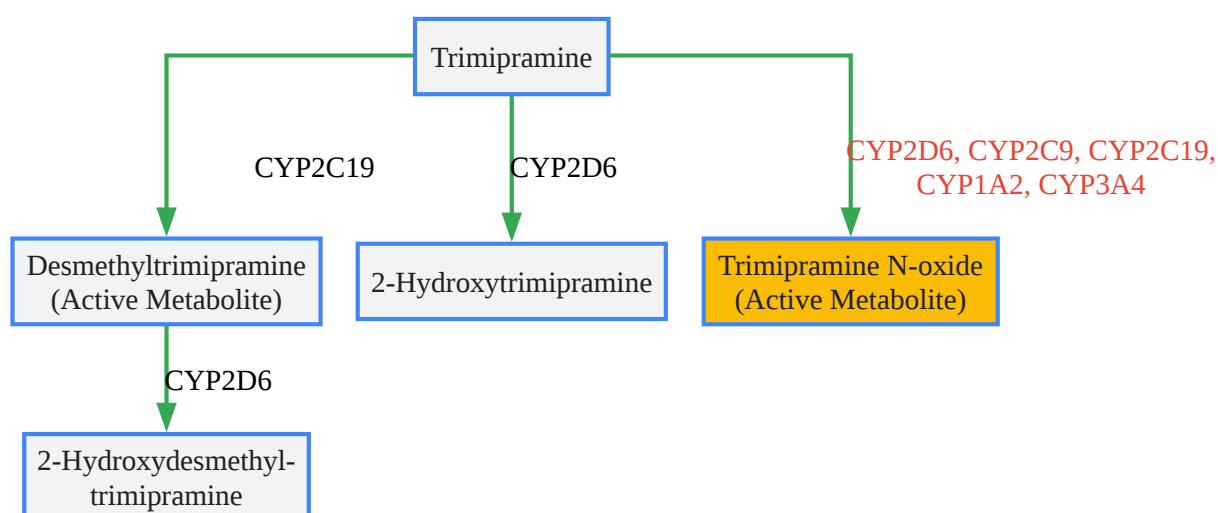 Trimipramine
CYP2C19
CYP2D6
CYP2D6, CYP2C9, CYP2C19,
CYP1A2, CYP3A4
Desmethyltrimipramine
(Active Metabolite)
2-Hydroxytrimipramine
Trimipramine N-oxide
(Active Metabolite)
CYP2D6
2-Hydroxydesmethyl-
trimipramine